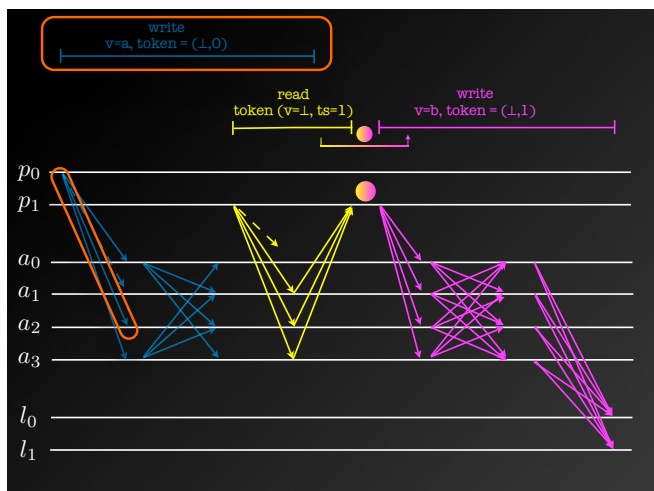 write
v=a, token = (⊥,0)
read
token (v=⊥, ts=1)
write
v=b, token = (⊥,1)
p₀
p₁
a₀
a₁
a₂
a₃
l₀
l₁